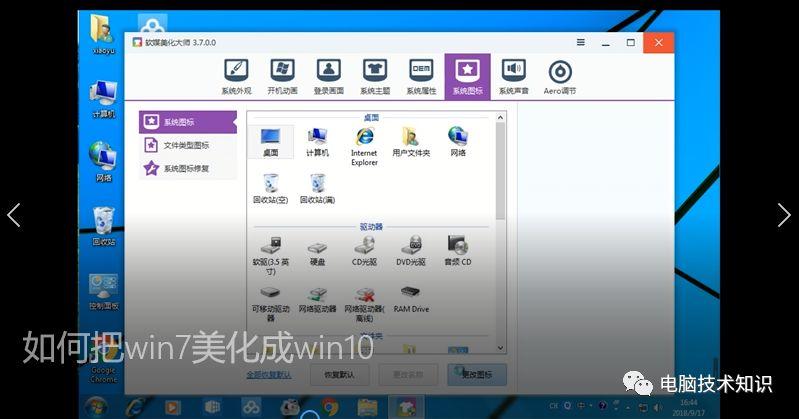 xiaoyu
计算机
网络
回收站
控制面板
Google
Chrome
软媒美化大师 3.7.0.0
系统外观
开机动画
登录画面
系统主题
OEM
系统属性
系统图标
系统声音
Aero调节
系统图标
文件类型图标
系统图标修复
桌面
桌面
计算机
Internet
Explorer
用户文件夹
网络
回收站(空)
回收站(满)
驱动器
软驱(3.5 英
寸)
硬盘
CD光驱
DVD光驱
音频 CD
可移动驱动
器
网络驱动器
网络驱动器(
离线)
RAM Drive
文件夹
如何把win7美化成win10
全部恢复默认
恢复默认
更改名称
更改图标
电脑技术知识
CH
中
16:44
2018/9/17